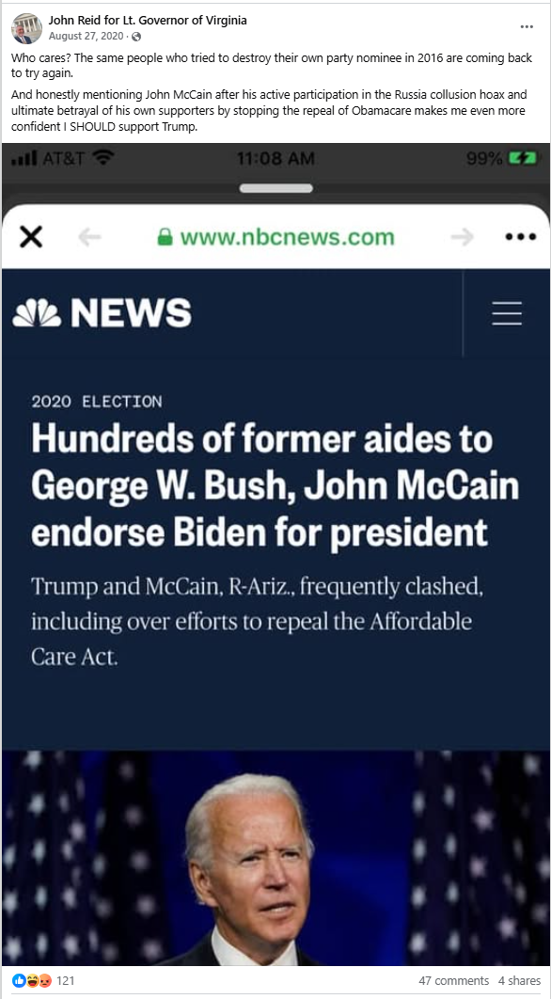 John Reid for Lt. Governor of Virginia
August 27, 2020 ·
Who cares? The same people who tried to destroy their own party nominee in 2016 are coming back
to try again.
And honestly mentioning John McCain after his active participation in the Russia collusion hoax and
ultimate betrayal of his own supporters by stopping the repeal of Obamacare makes me even more
confident I SHOULD support Trump.
AT&T 11:08 AM 99%
www.nbcnews.com
NEWS
2020 ELECTION
Hundreds of former aides to
George W. Bush, John McCain
endorse Biden for president
Trump and McCain, R-Ariz., frequently clashed,
including over efforts to repeal the Affordable
Care Act.
121 47 comments 4 shares